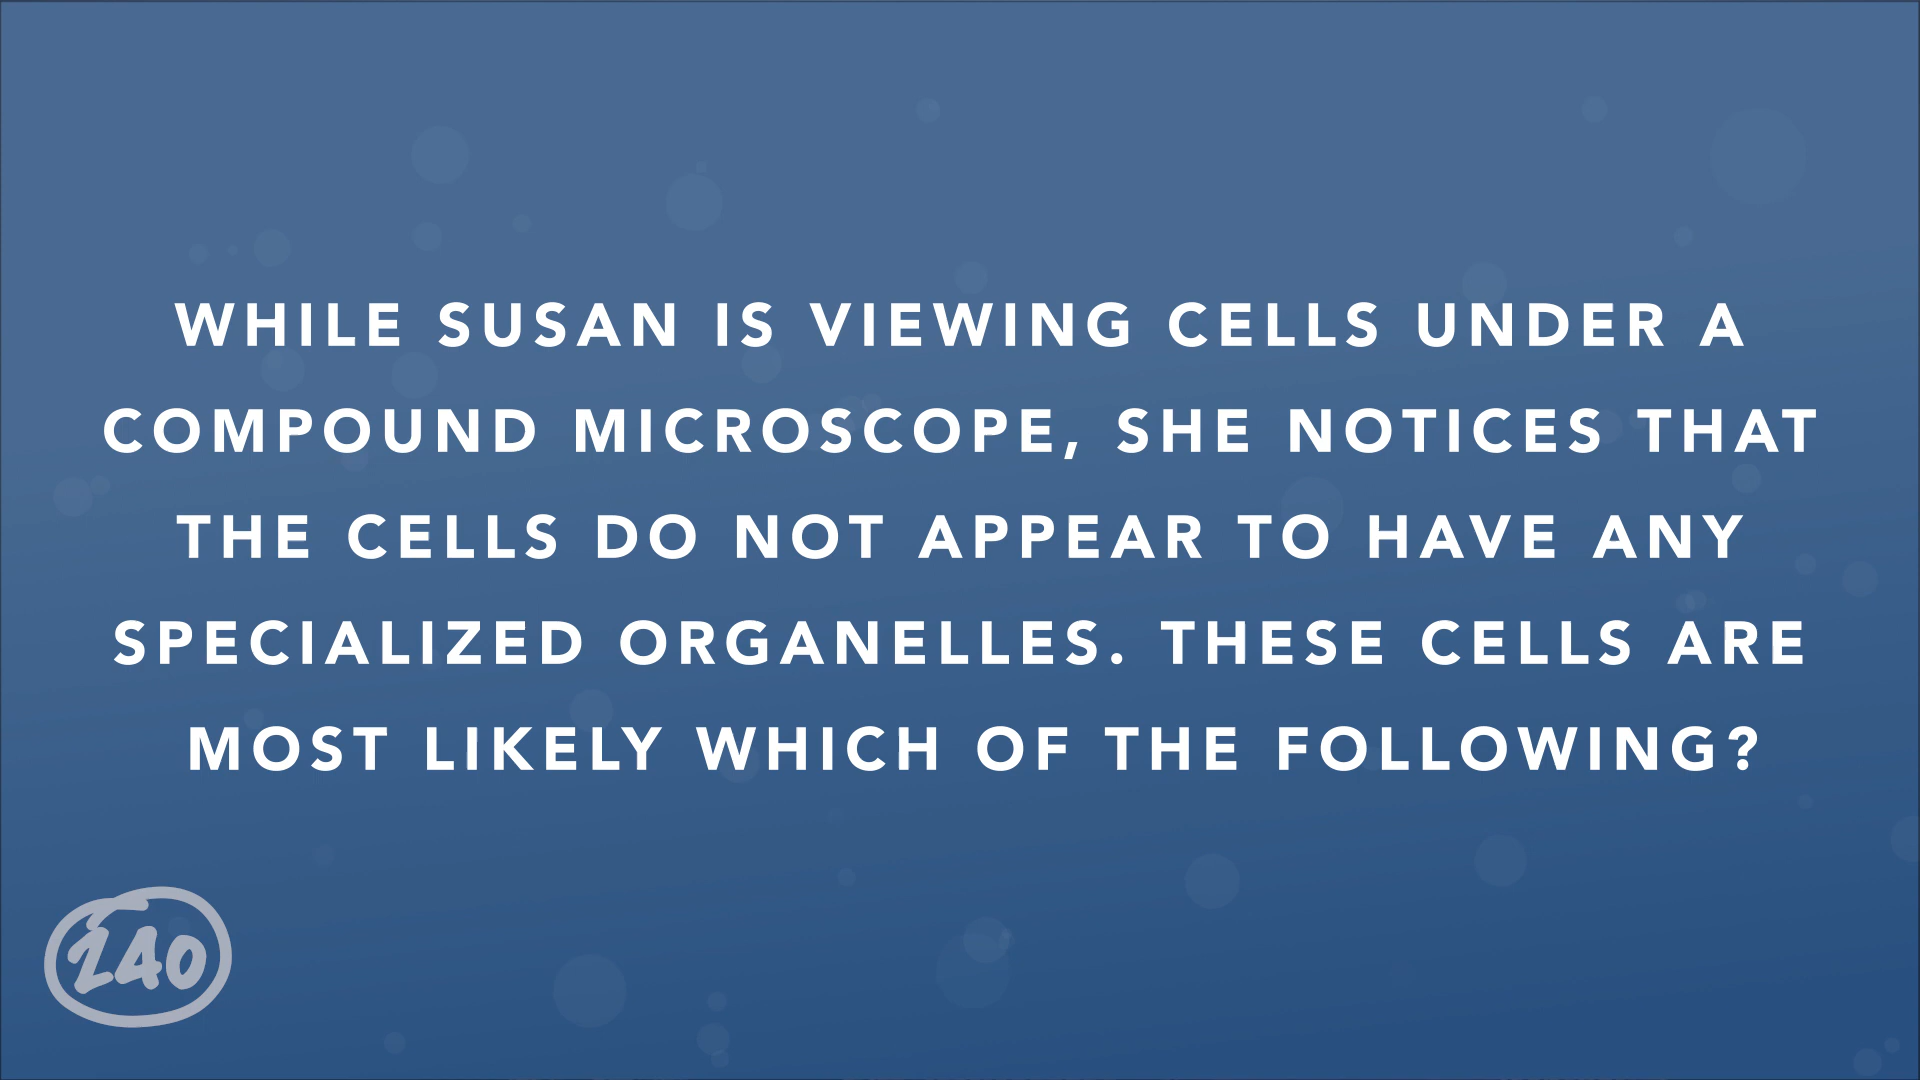 WHILE SUSAN IS VIEWING CELLS UNDER A
COMPOUND MICROSCOPE, SHE NOTICES THAT
THE CELLS DO NOT APPEAR TO HAVE ANY
SPECIALIZED ORGANELLES. THESE CELLS ARE
MOST LIKELY WHICH OF THE FOLLOWING?
240